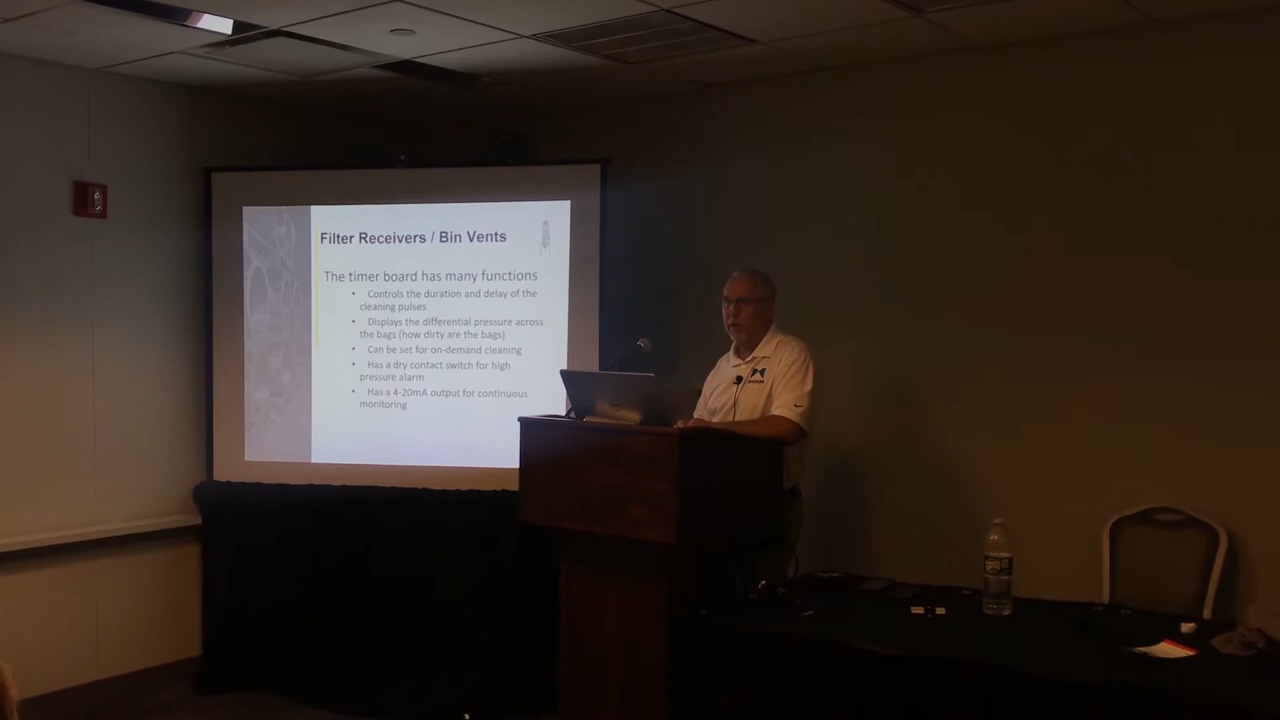 Filter Receivers / Bin Vents
The timer board has many functions
• Controls the duration and delay of the
cleaning pulses
• Displays the differential pressure across
the bags (how dirty are the bags)
• Can be set for on-demand cleaning
• Has a dry contact switch for high
pressure alarm
• Has a 4-20mA output for continuous
monitoring